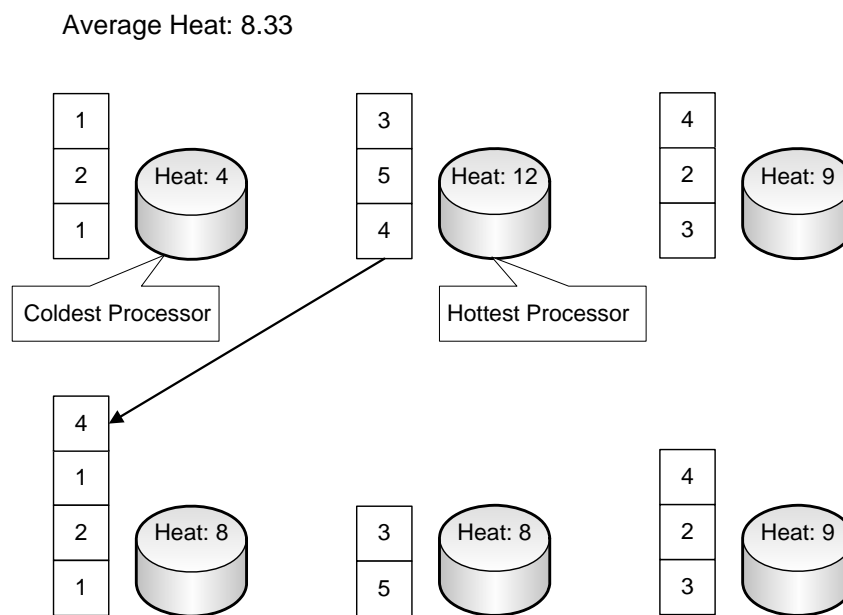 Average Heat: 8.33
1
2
1
Heat: 4
3
5
4
Heat: 12
4
2
3
Heat: 9
Coldest Processor
Hottest Processor
4
1
2
1
Heat: 8
3
5
Heat: 8
4
2
3
Heat: 9